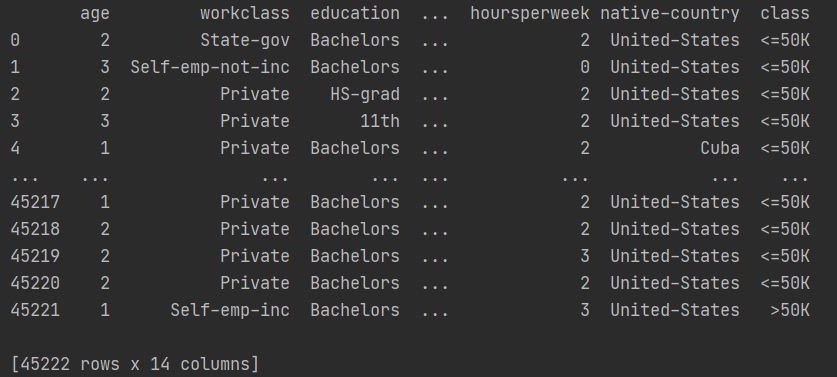 age         workclass  education  ...  hoursperweek native-country  class
0        2         State-gov  Bachelors  ...             2  United-States  <=50K
1        3  Self-emp-not-inc  Bachelors  ...             0  United-States  <=50K
2        2           Private    HS-grad  ...             2  United-States  <=50K
3        3           Private       11th  ...             2  United-States  <=50K
4        1           Private  Bachelors  ...             2           Cuba  <=50K
...    ...               ...        ...  ...           ...            ...    ...
45217    1           Private  Bachelors  ...             2  United-States  <=50K
45218    2           Private  Bachelors  ...             2  United-States  <=50K
45219    2           Private  Bachelors  ...             3  United-States  <=50K
45220    2           Private  Bachelors  ...             2  United-States  <=50K
45221    1      Self-emp-inc  Bachelors  ...             3  United-States   >50K
[45222 rows x 14 columns]